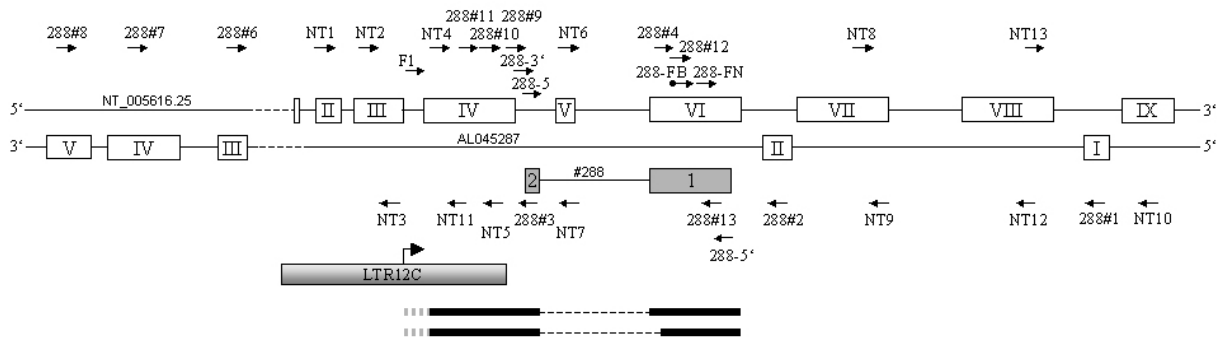 288#11 288#9
288#8 288#7 288#6 NT1 NT2 NT4 288#10 NT6 288#4 288#12 NT8 NT13
F1 288-3' 288-FB 288-FN
288-5
NT_005616.25
5' II III IV V VI VII VIII IX 3'
AL045287
3' V IV III II I 5'
#288
2 1
NT3 NT11 NT5 288#3 NT7 288#13 288#2 NT9 NT12 288#1 NT10
288-5'
LTR12C